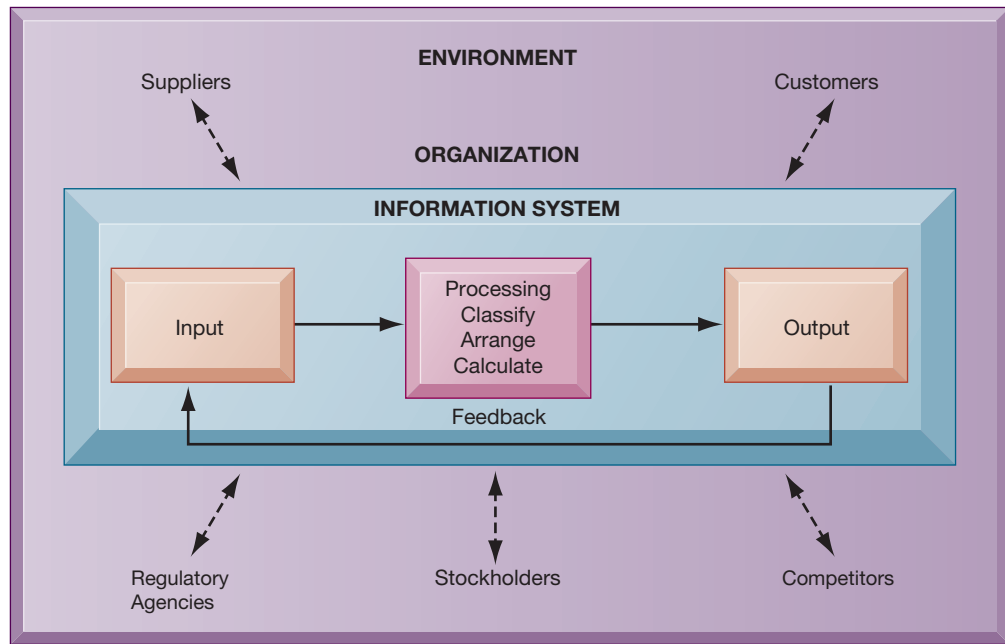 ENVIRONMENT
Suppliers
Customers
ORGANIZATION
INFORMATION SYSTEM
Input
Processing
Classify
Arrange
Calculate
Output
Feedback
Regulatory
Agencies
Stockholders
Competitors